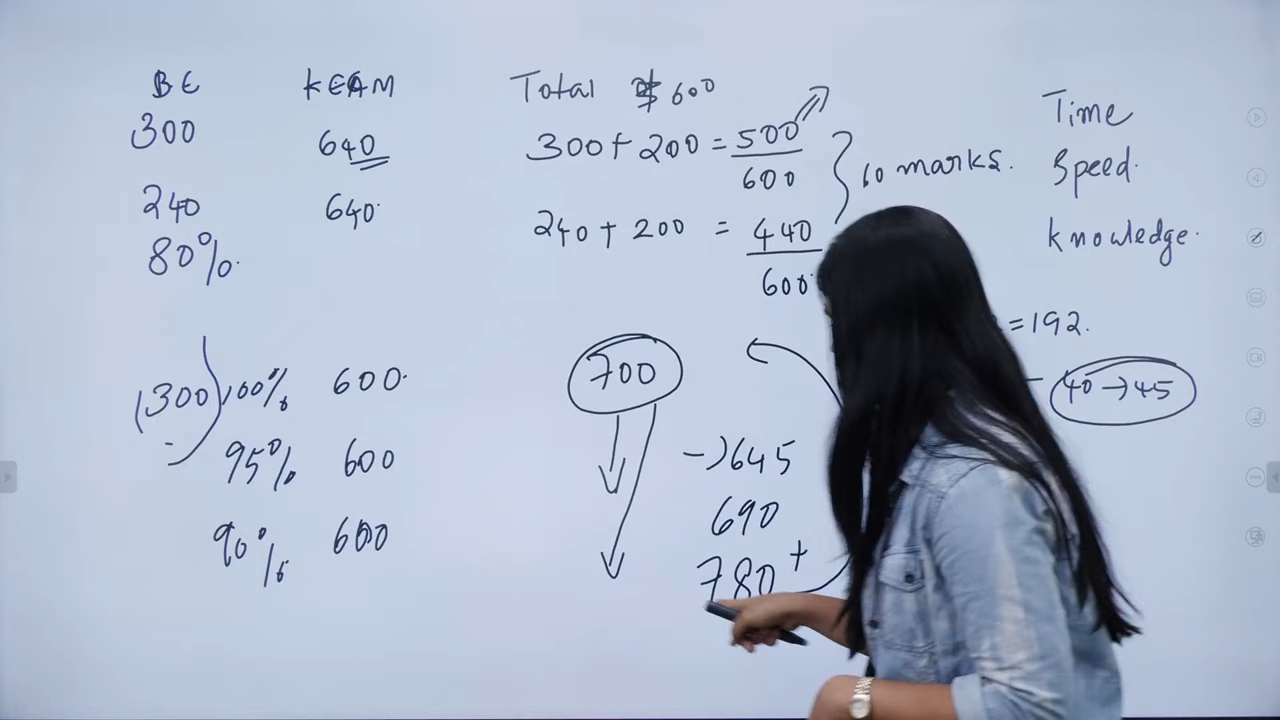 BE KEAM
300 640
240 640
80%
Total 600
300 + 200 = 500
600
240 + 200 = 440
600
10 marks.
Time
Speed.
Knowledge.
=192.
40 → 45
(300) 100% 600
95% 600
90% 600
700
→ 645
690
780+